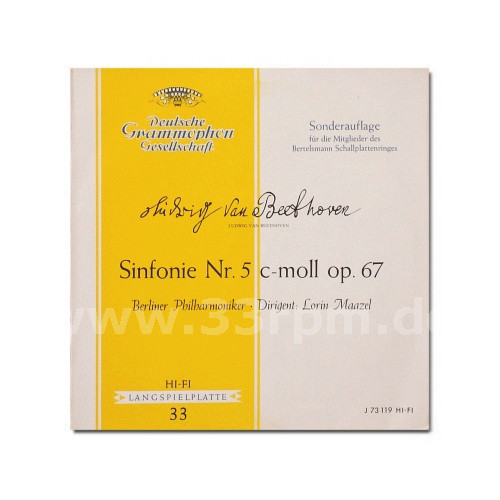 Deutsche
Grammophon
Gesellschaft
Sonderauflage
für die Mitglieder des
Bertelsmann Schallplattenringes
Ludwig van Beethoven
LUDWIG VAN BEETHOVEN
Sinfonie Nr. 5 c-moll op. 67
Berliner Philharmoniker · Dirigent: Lorin Maazel
www.33rpm.de
HI-FI
LANGSPIELPLATTE
33
J 73 119 HI-FI